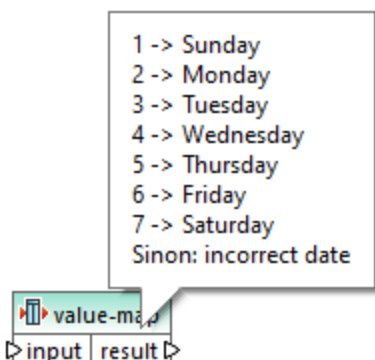 1 -> Sunday
2 -> Monday
3 -> Tuesday
4 -> Wednesday
5 -> Thursday
6 -> Friday
7 -> Saturday
Sinon: incorrect date
value-map
input result